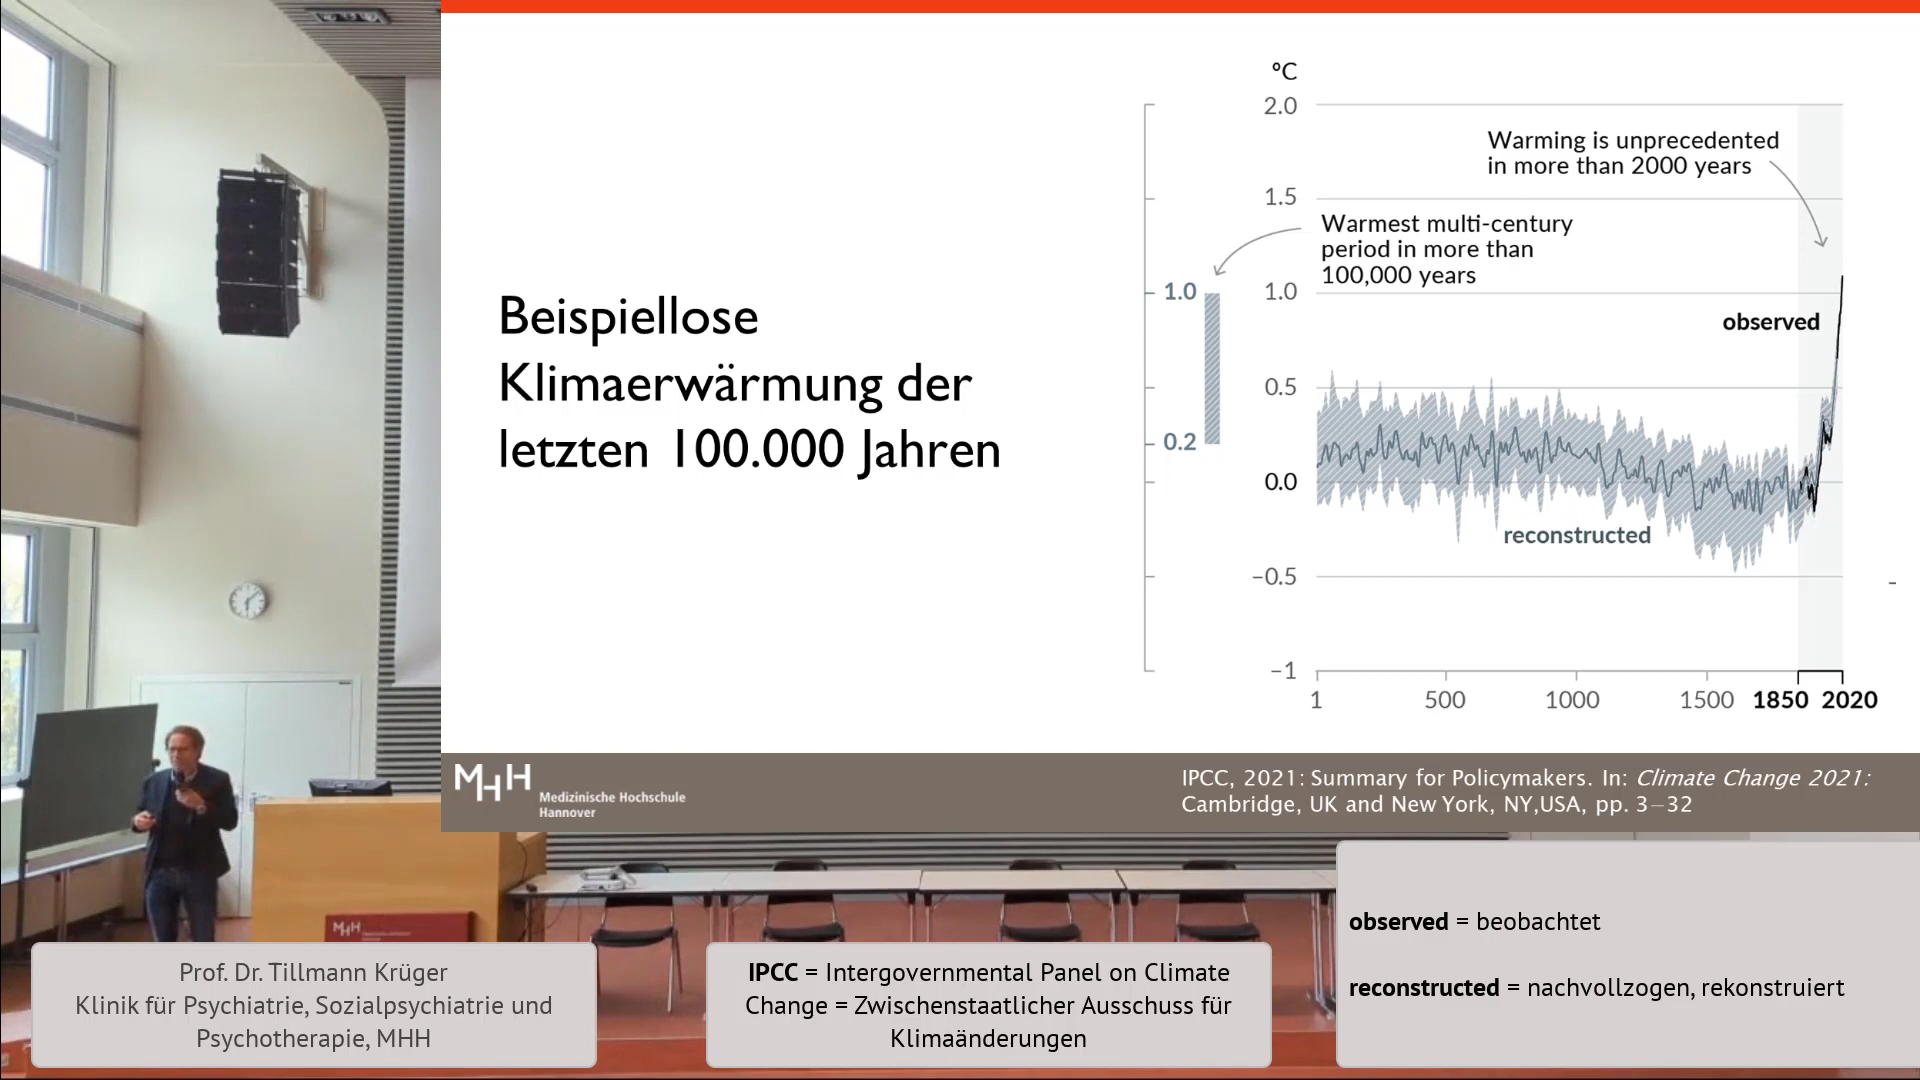 °C
2.0
1.5
1.0
0.5
0.0
−0.5
−1
Warming is unprecedented
in more than 2000 years
Warmest multi-century
period in more than
100,000 years
1.0
0.2
observed
reconstructed
1
500
1000
1500
1850
2020
Beispiellose
Klimaerwärmung der
letzten 100.000 Jahren
MHH
Medizinische Hochschule
Hannover
IPCC, 2021: Summary for Policymakers. In: Climate Change 2021:
Cambridge, UK and New York, NY,USA, pp. 3–32
MHH
Prof. Dr. Tillmann Krüger
Klinik für Psychiatrie, Sozialpsychiatrie und
Psychotherapie, MHH
IPCC = Intergovernmental Panel on Climate
Change = Zwischenstaatlicher Ausschuss für
Klimaänderungen
observed = beobachtet
reconstructed = nachvollzogen, rekonstruiert